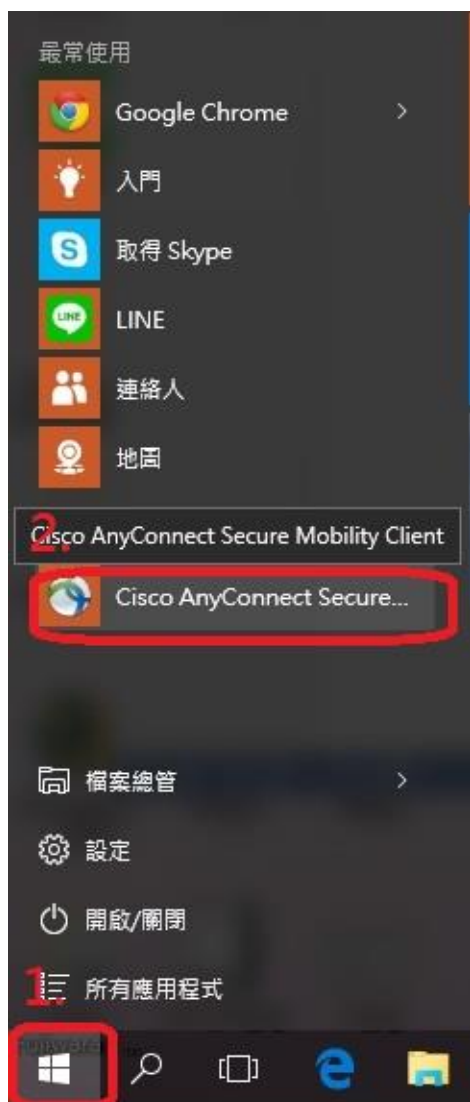 最常使用
Google Chrome
入門
取得 Skype
LINE
連絡人
地圖
2.
Cisco AnyConnect Secure Mobility Client
Cisco AnyConnect Secure...
檔案總管
設定
開啟/關閉
1.
所有應用程式